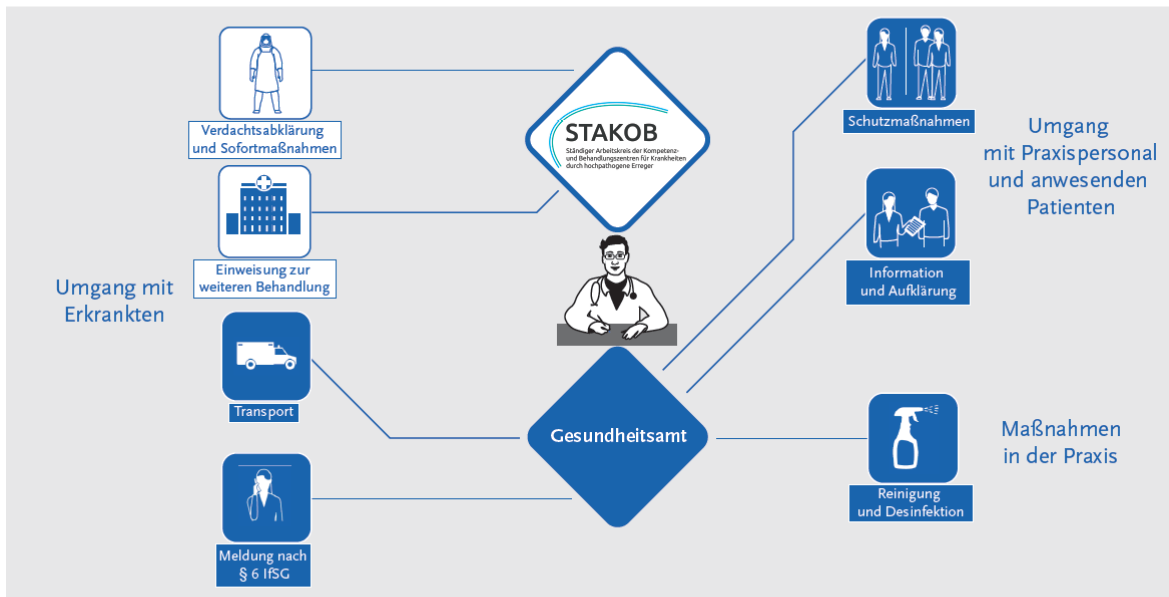 Verdachtsabklärung
und Sofortmaßnahmen
Einweisung zur
weiteren Behandlung
Umgang mit
Erkrankten
Transport
Meldung nach
§ 6 IfSG
STAKOB
Ständiger Arbeitskreis der Kompetenz-
und Behandlungszentren für Krankheiten
durch hochpathogene Erreger
Gesundheitsamt
Schutzmaßnahmen
Umgang
mit Praxispersonal
und anwesenden
Patienten
Information
und Aufklärung
Maßnahmen
in der Praxis
Reinigung
und Desinfektion